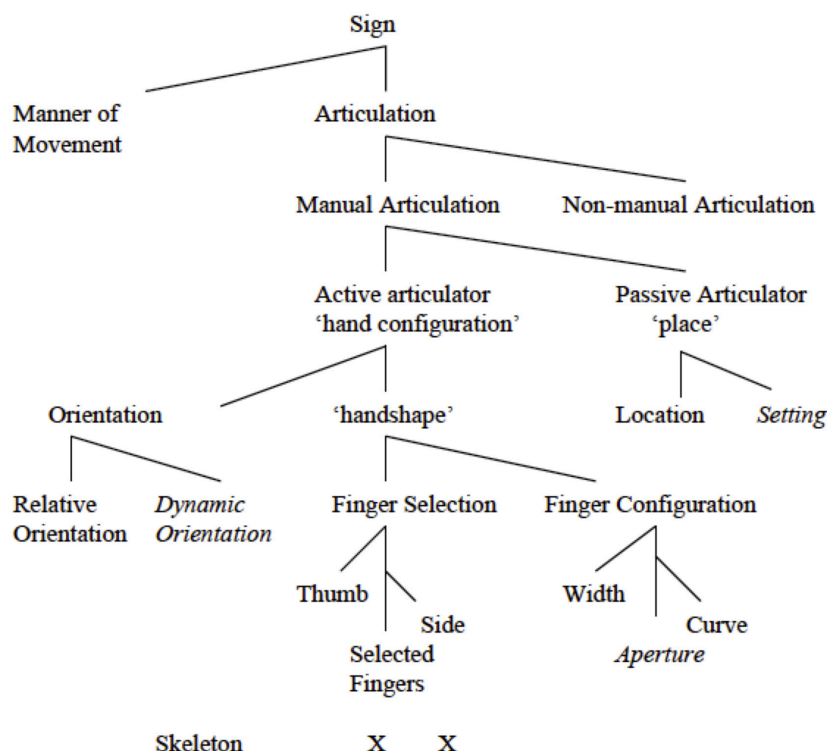 Sign
Manner of
Movement
Articulation
Manual Articulation
Non-manual Articulation
Active articulator
‘hand configuration’
Passive Articulator
‘place’
Orientation
‘handshape’
Location
Setting
Relative
Orientation
Dynamic
Orientation
Finger Selection
Finger Configuration
Thumb
Side
Selected
Fingers
Width
Curve
Aperture
Skeleton X X